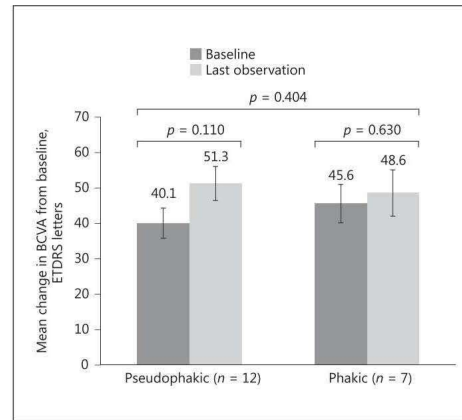 Baseline
Last observation
p = 0.404
p = 0.110
p = 0.630
51.3
40.1
45.6
48.6
Mean change in BCVA from baseline,
ETDRS letters
70
60
50
40
30
20
10
0
Pseudophakic (n = 12)
Phakic (n = 7)